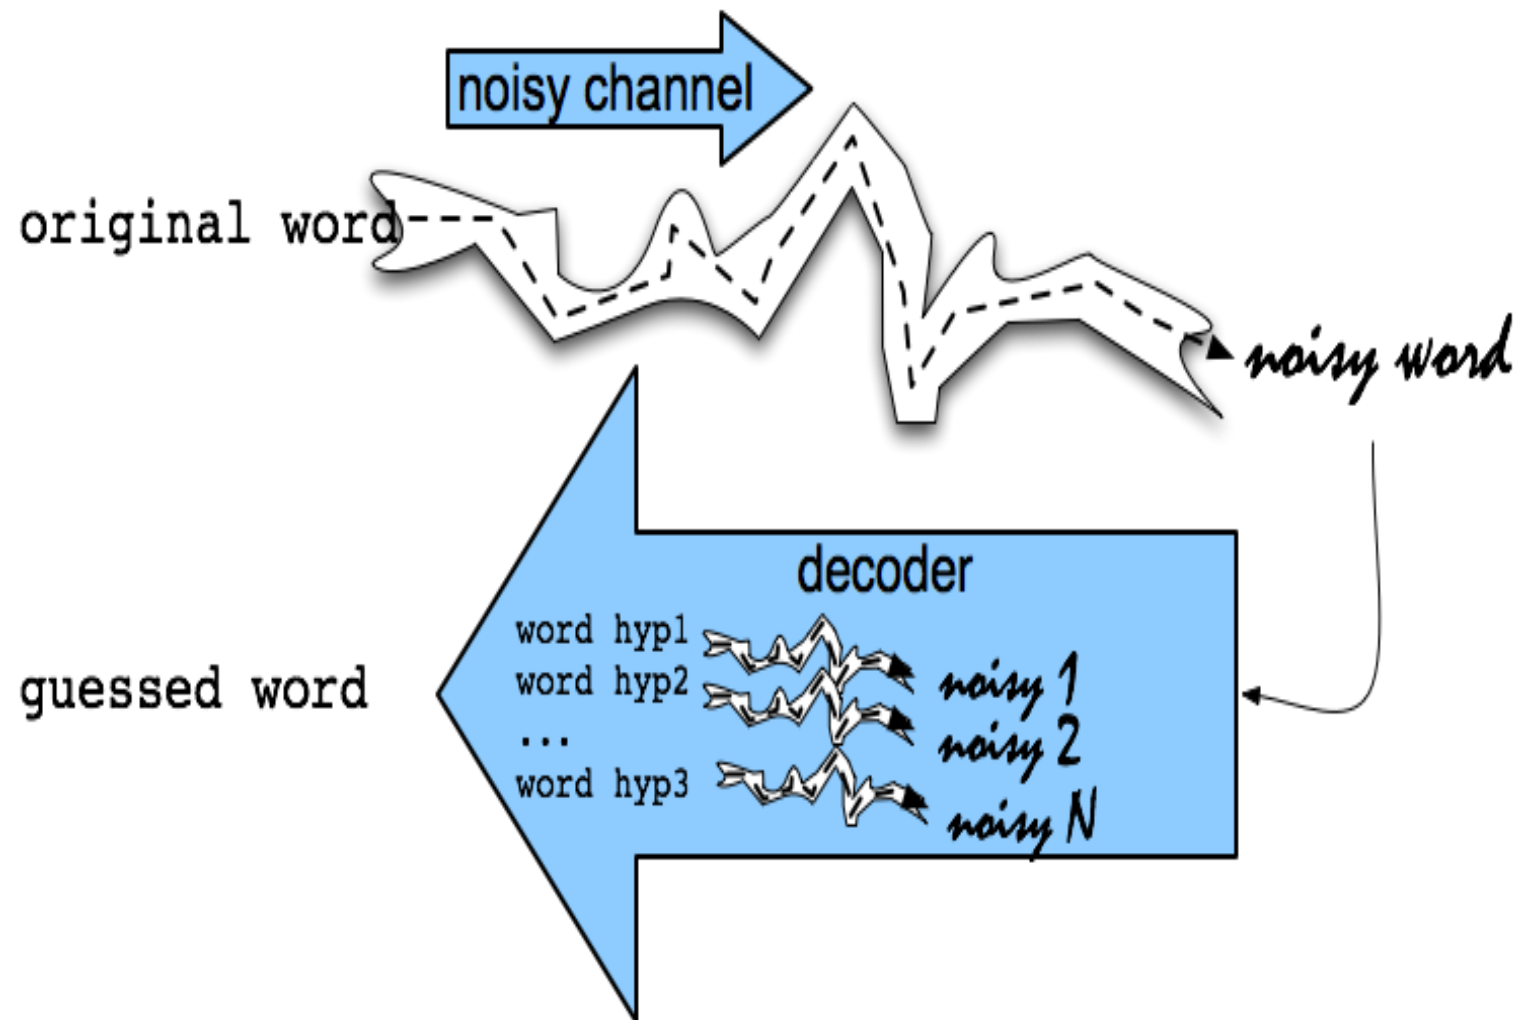 noisy channel
original word
noisy word
decoder
word hyp1
noisy 1
word hyp2
noisy 2
...
word hyp3
noisy N
guessed word